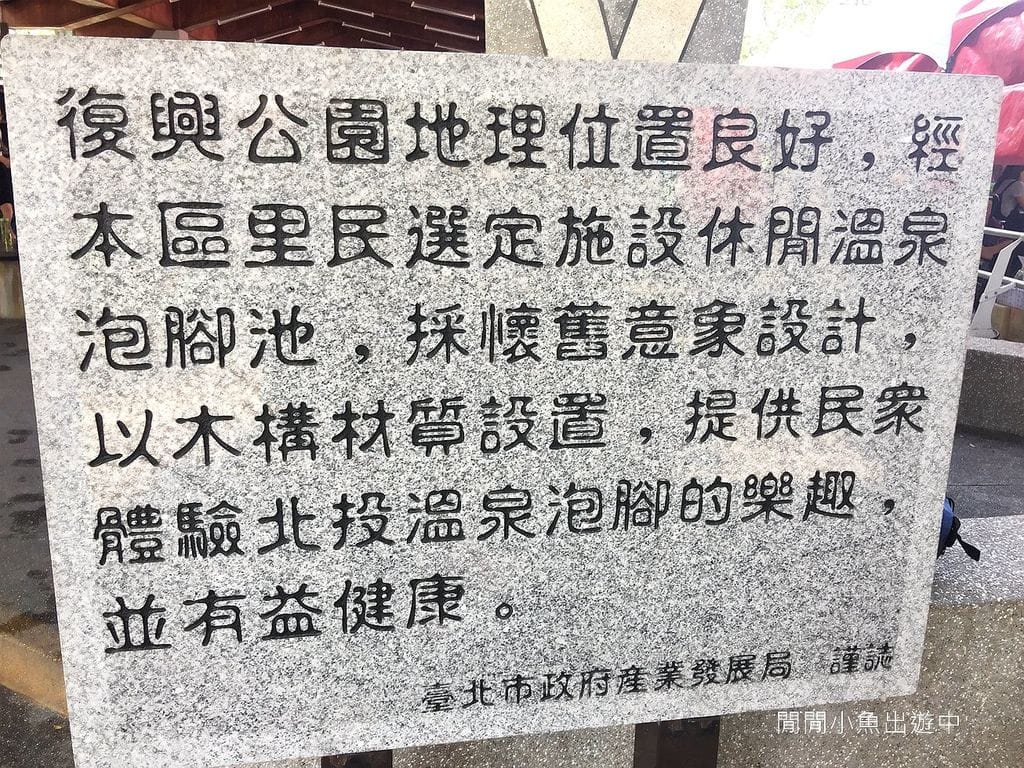 復興公園地理位置良好，經
本區里民選定施設休閒溫泉
泡腳池，採懷舊意象設計，
以木構材質設置，提供民眾
體驗北投溫泉泡腳的樂趣，
並有益健康。
臺北市政府產業發展局 謹誌
閒閒小魚出遊中